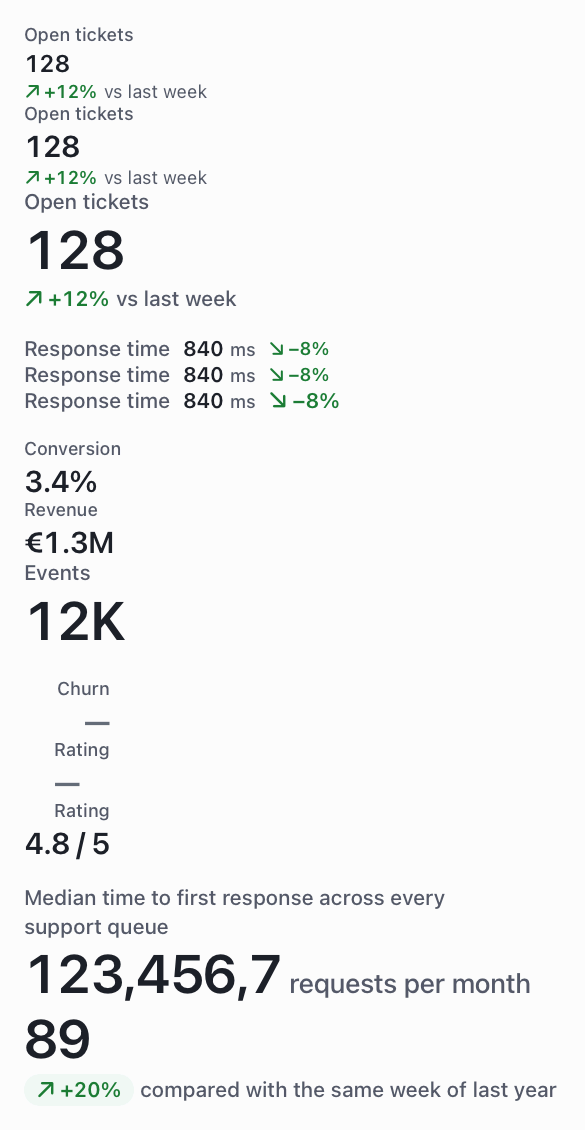 Open tickets
128
↗ +12% vs last week
Open tickets
128
↗ +12% vs last week
Open tickets
128
↗ +12% vs last week
Response time 840 ms ↘ −8%
Response time 840 ms ↘ −8%
Response time 840 ms ↘ −8%
Conversion
3.4%
Revenue
€1.3M
Events
12K
Churn
—
Rating
—
Rating
4.8 / 5
Median time to first response across every
support queue
123,456,7 requests per month
89
↗ +20% compared with the same week of last year